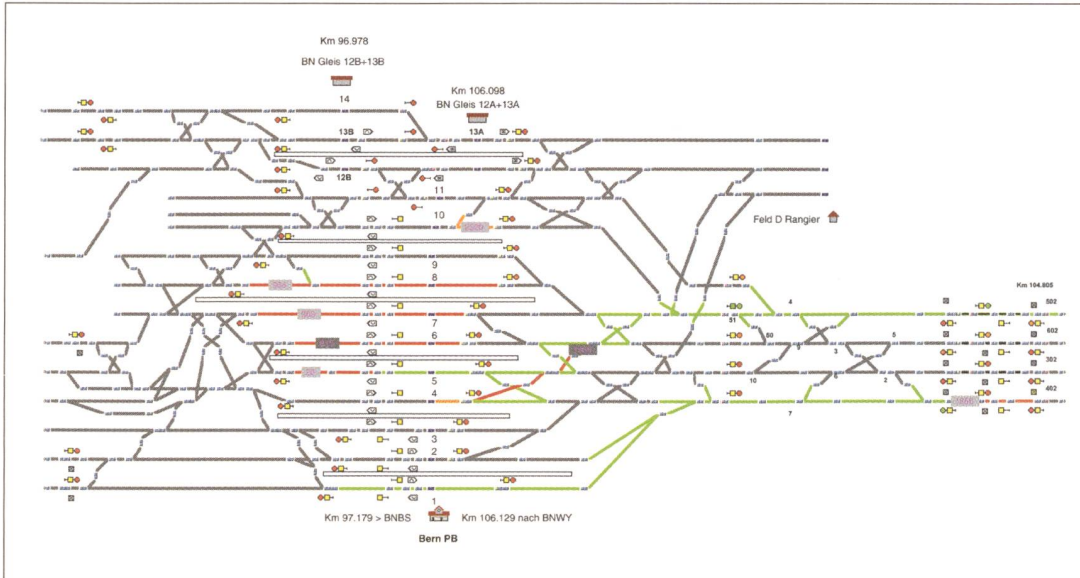 Km 96.978
BN Gleis 12B+13B
Km 106.098
BN Gleis 12A+13A
14
13B
13A
12B
11
10
Feld D Rangier
9
8
Km 104.805
4
502
51
7
50
5
602
6
3
302
5
10
6
2
402
4
7
3
2
1
Km 97.179 > BNBS
Km 106.129 nach BNWY
Bern PB